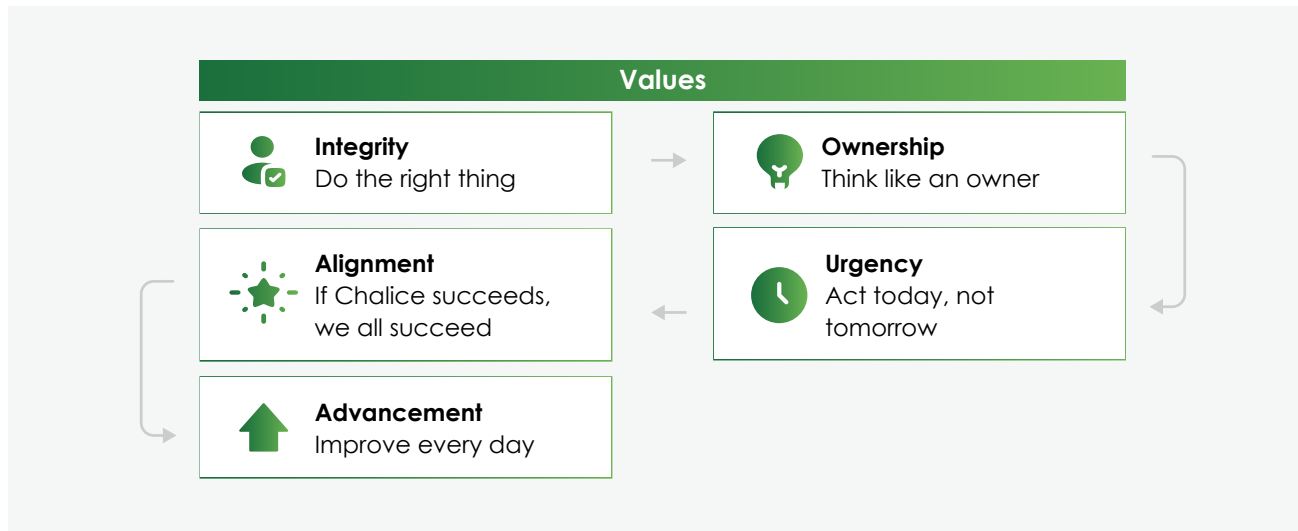 Values
Integrity
Do the right thing
Ownership
Think like an owner
Urgency
Act today, not
tomorrow
Alignment
If Chalice succeeds,
we all succeed
Advancement
Improve every day